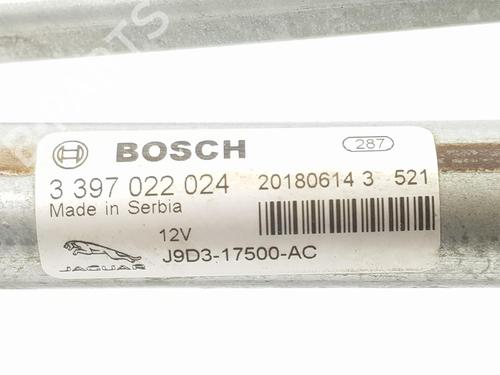 BOSCH
287
3 397 022 024
20180614 3 521
Made in Serbia
12V
J9D3-17500-AC
JAGUAR